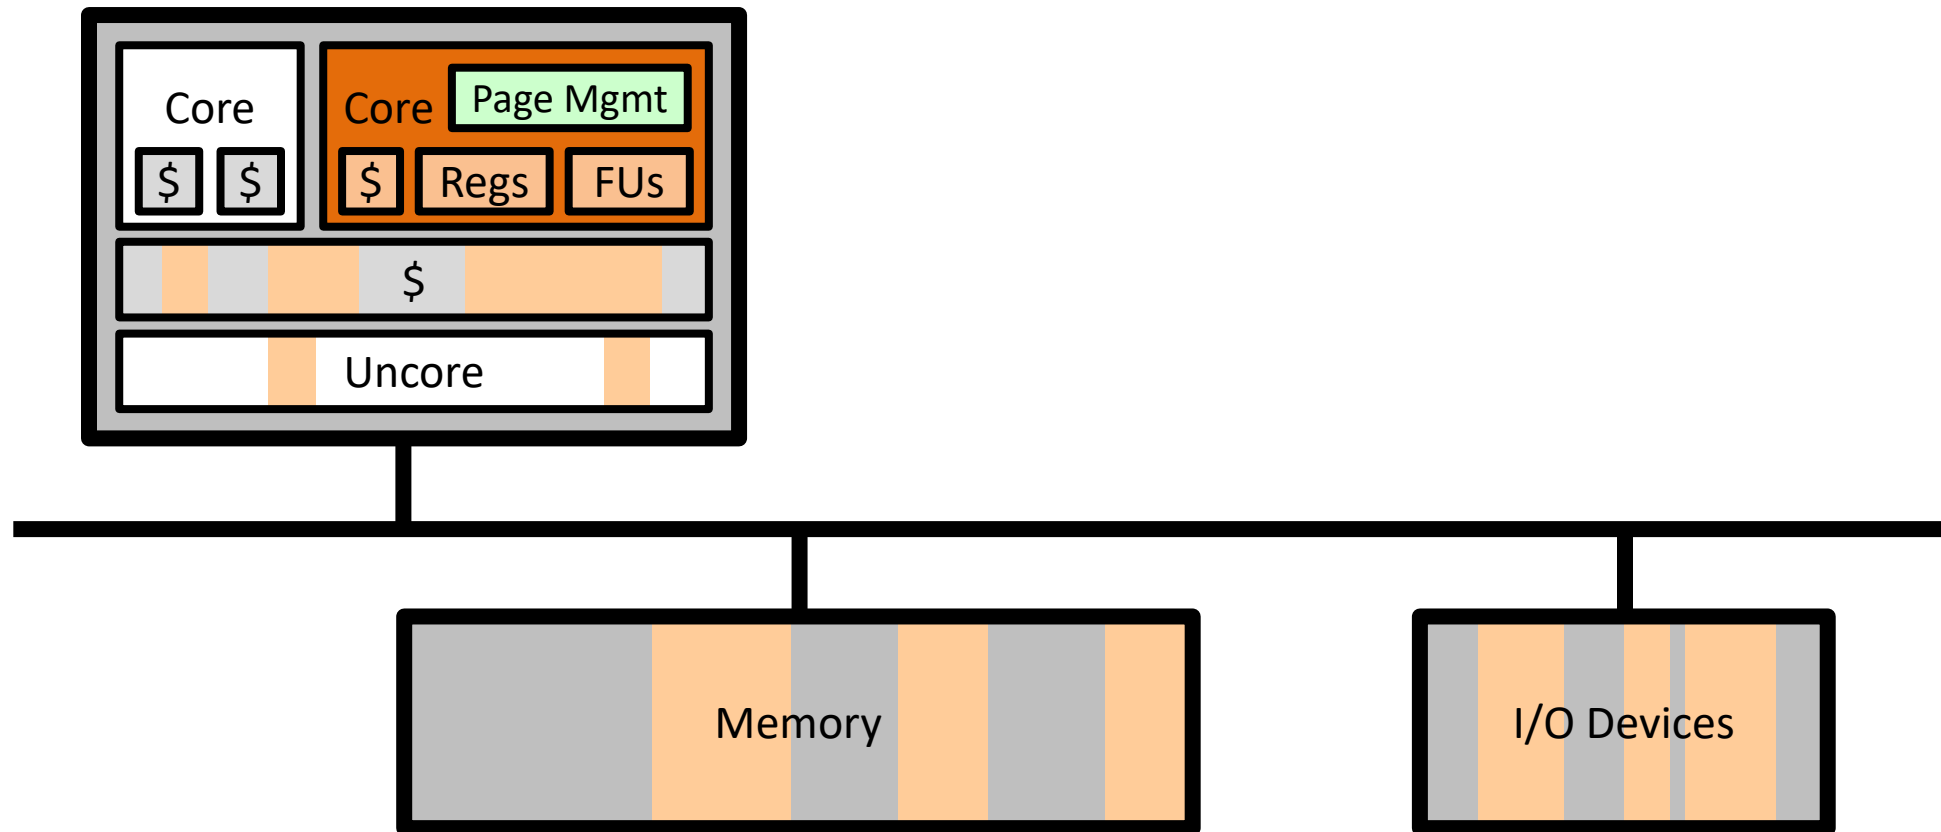 Core
Core
Page Mgmt
$
$
$
Regs
FUs
$
Uncore
Memory
I/O Devices